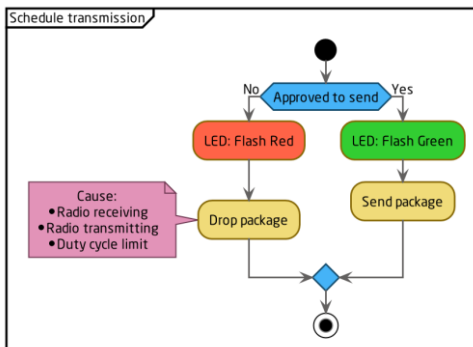 Schedule transmission
Approved to send
No
Yes
LED: Flash Red
LED: Flash Green
Cause:
•Radio receiving
•Radio transmitting
•Duty cycle limit
Drop package
Send package